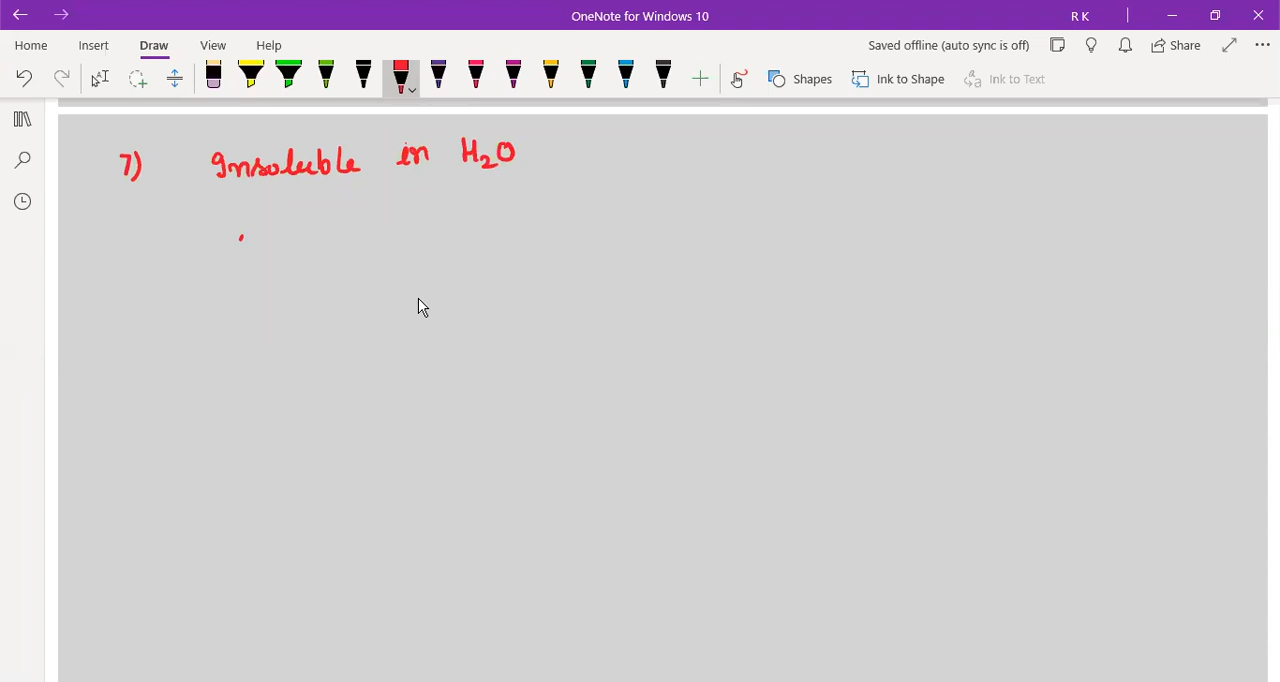 OneNote for Windows 10
R K
Home Insert Draw View Help
Saved offline (auto sync is off)
Share
Shapes
Ink to Shape
Ink to Text
7) Insoluble in H₂O